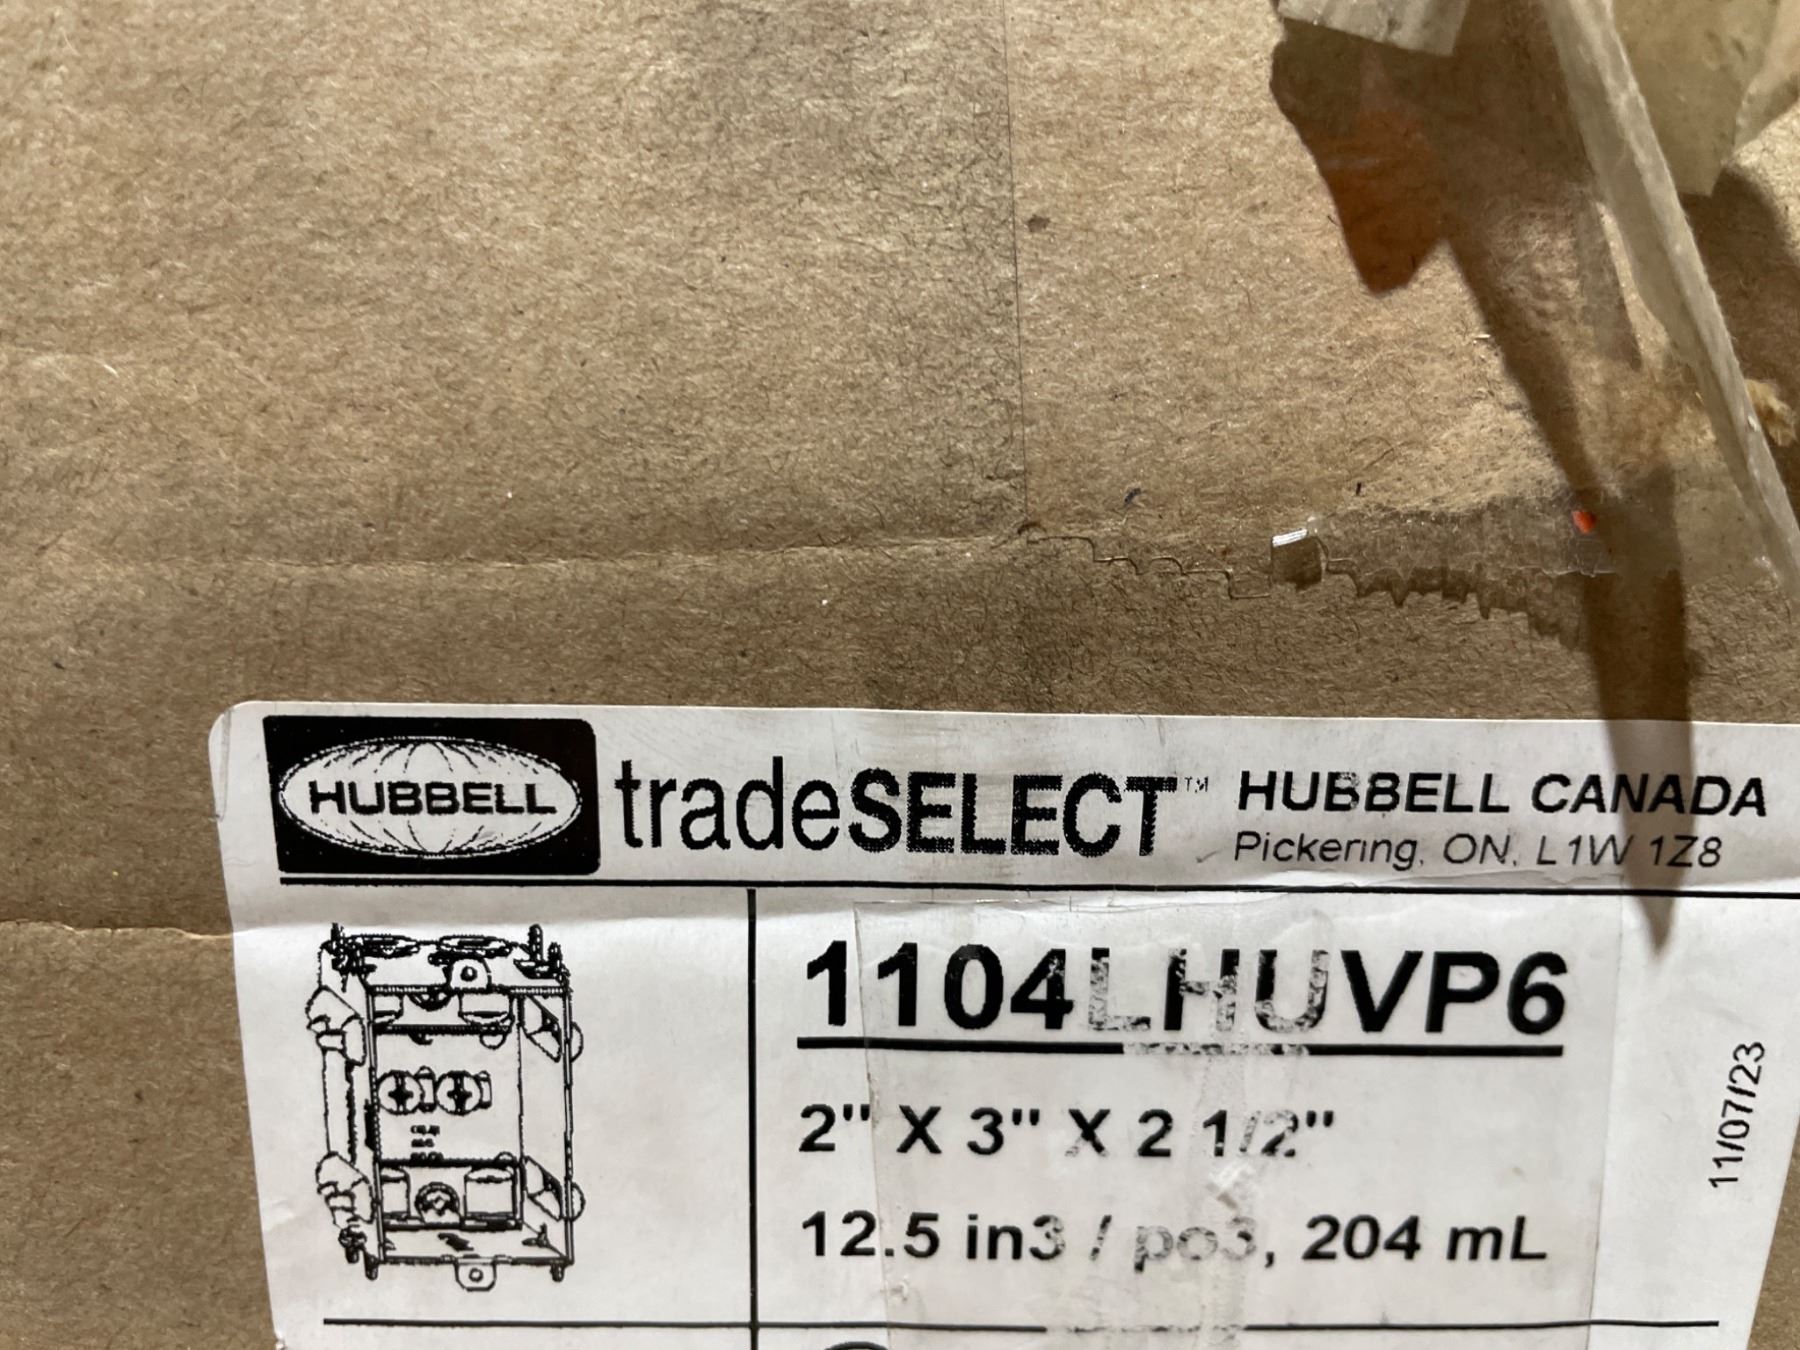 HUBBELL
tradeSELECT™
HUBBELL CANADA
Pickering, ON, L1W 1Z8
1104LHUVP6
2" X 3" X 2 1/2"
12.5 in3 / po3, 204 mL
11/07/23